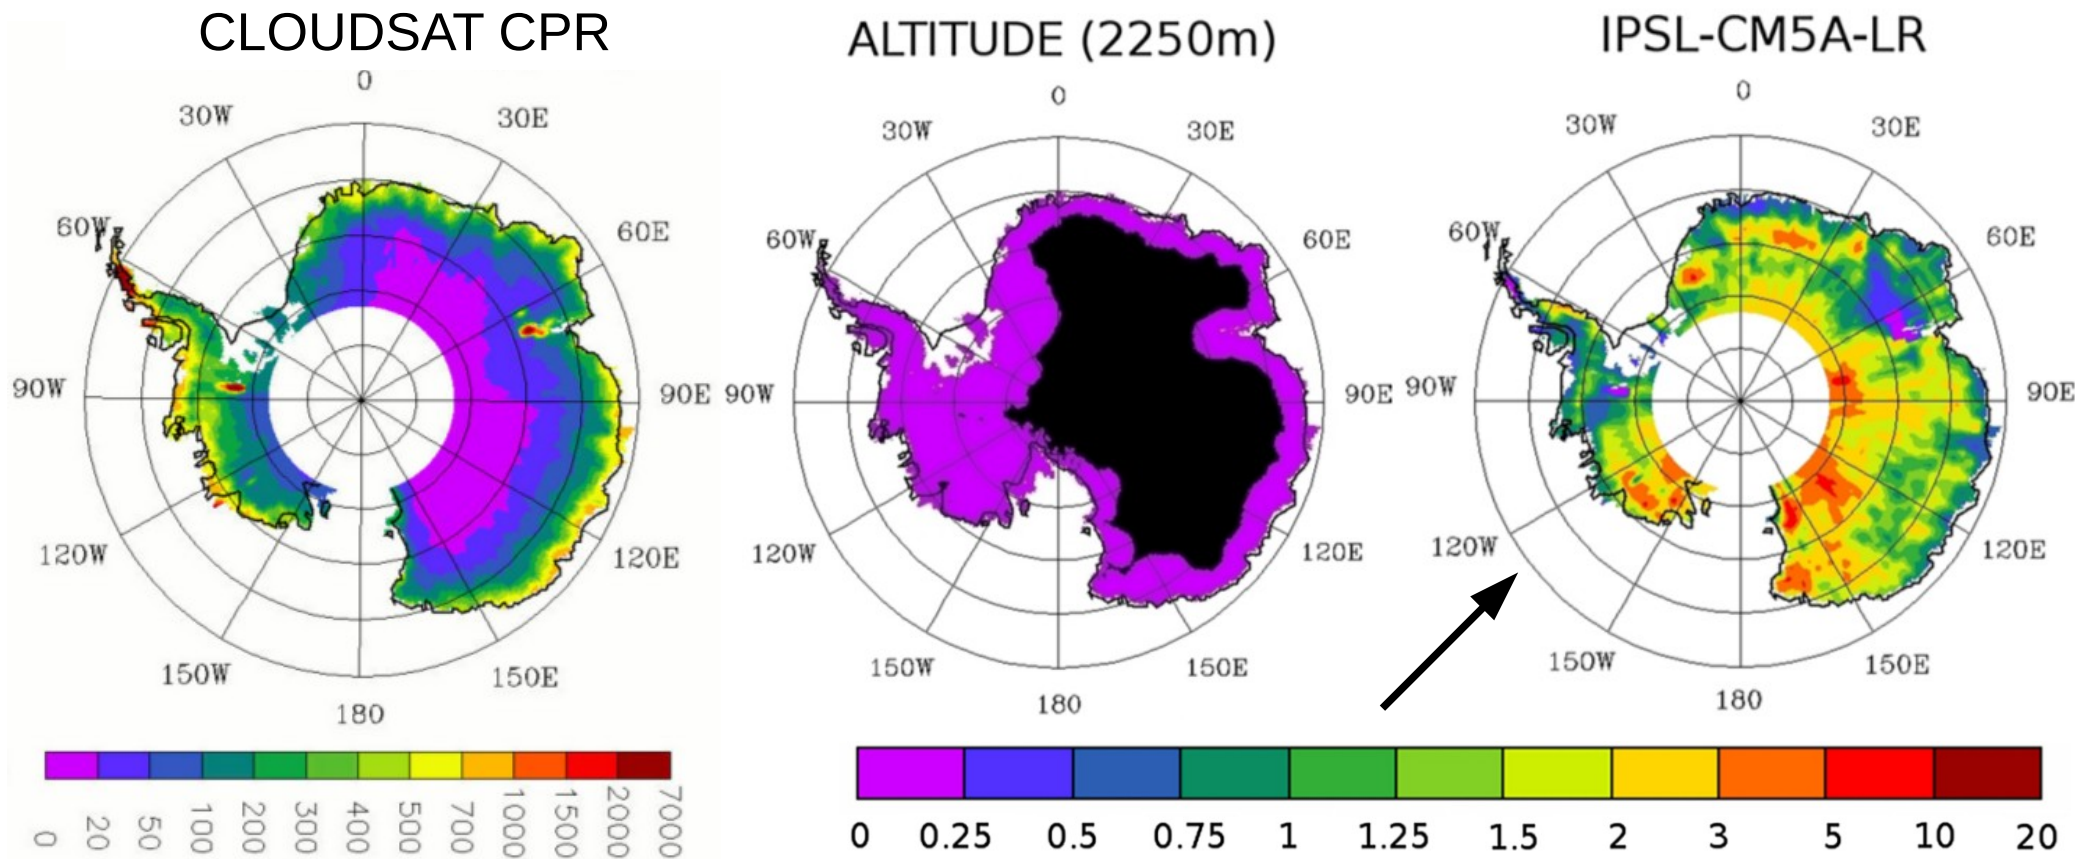 CLOUDSAT CPR
0
30W
30E
60W
60E
90W
90E
120W
120E
150W
150E
180
0
20
50
100
200
300
400
500
700
1000
1500
2000
7000
ALTITUDE (2250m)
0
30W
30E
60W
60E
90W
90E
120W
120E
150W
150E
180
IPSL-CM5A-LR
0
30W
30E
60W
60E
90W
90E
120W
120E
150W
150E
180
0 0.25 0.5 0.75 1 1.25 1.5 2 3 5 10 20